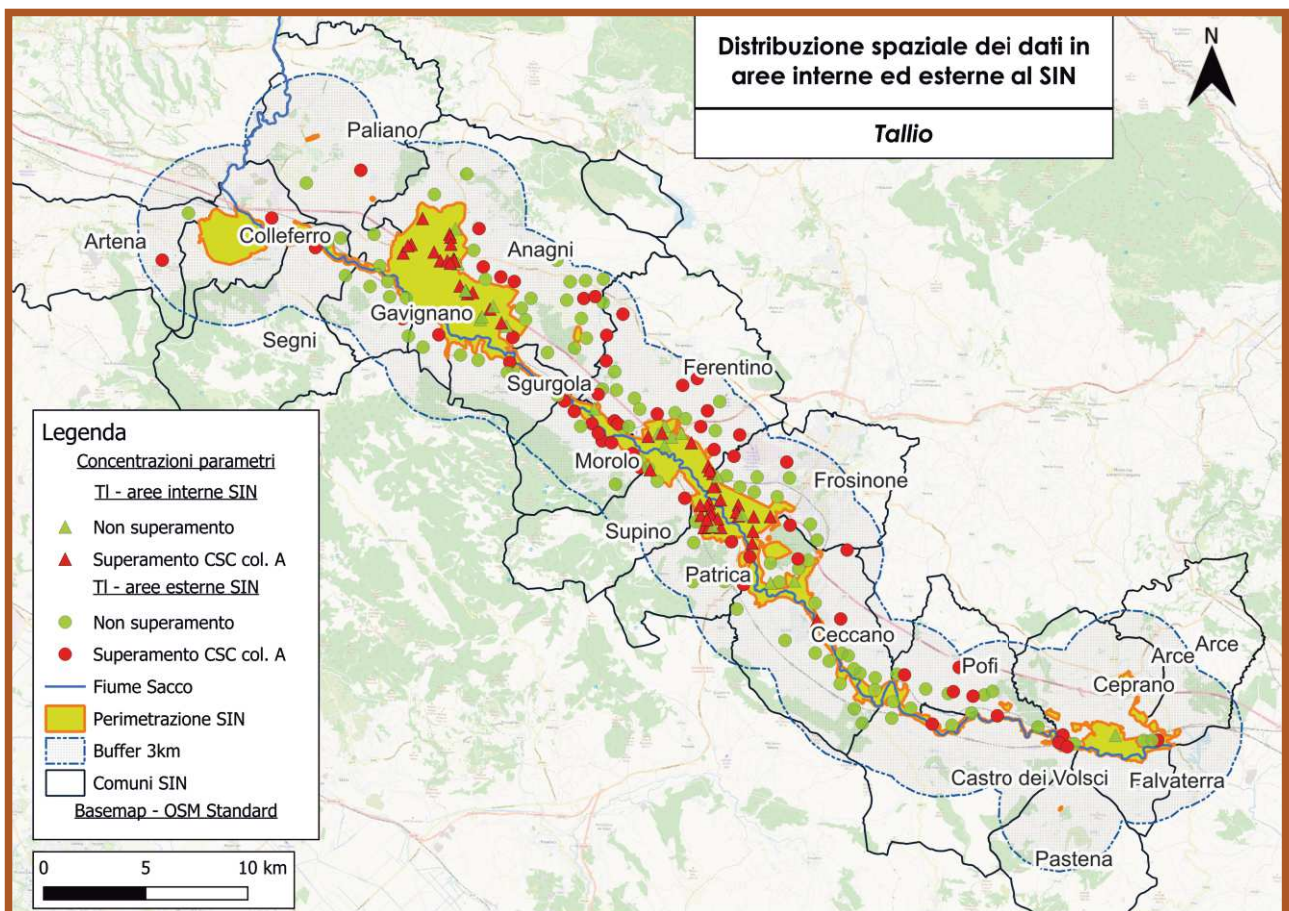 Distribuzione spaziale dei dati in
aree interne ed esterne al SIN
Tallio
N
Paliano
Artena
Colleferro
Anagni
Gavignano
Segni
Sgurgola
Ferentino
Morolo
Frosinone
Supino
Patrica
Ceccano
Pofi
Arce
Arce
Ceprano
Castro dei Volsci
Falvaterra
Pastena
Legenda
Concentrazioni parametri
Tl - aree interne SIN
Non superamento
Superamento CSC col. A
Tl - aree esterne SIN
Non superamento
Superamento CSC col. A
Fiume Sacco
Perimetrazione SIN
Buffer 3km
Comuni SIN
Basemap - OSM Standard
0 5 10 km